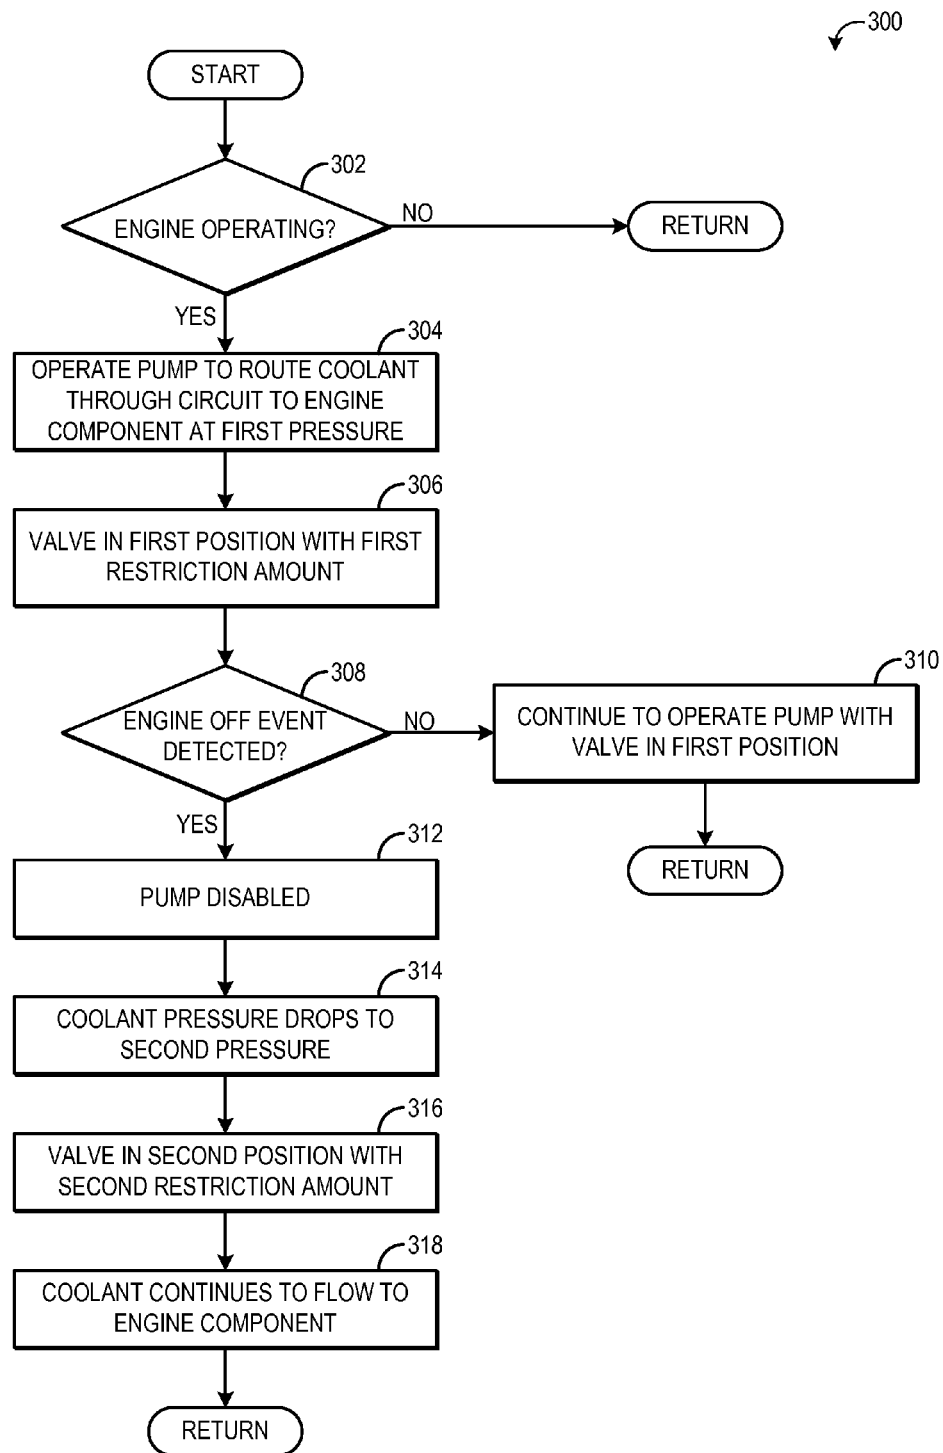 300
START
302
ENGINE OPERATING?
NO
RETURN
YES
304
OPERATE PUMP TO ROUTE COOLANT
THROUGH CIRCUIT TO ENGINE
COMPONENT AT FIRST PRESSURE
306
VALVE IN FIRST POSITION WITH FIRST
RESTRICTION AMOUNT
308
ENGINE OFF EVENT
DETECTED?
NO
310
CONTINUE TO OPERATE PUMP WITH
VALVE IN FIRST POSITION
RETURN
YES
312
PUMP DISABLED
314
COOLANT PRESSURE DROPS TO
SECOND PRESSURE
316
VALVE IN SECOND POSITION WITH
SECOND RESTRICTION AMOUNT
318
COOLANT CONTINUES TO FLOW TO
ENGINE COMPONENT
RETURN